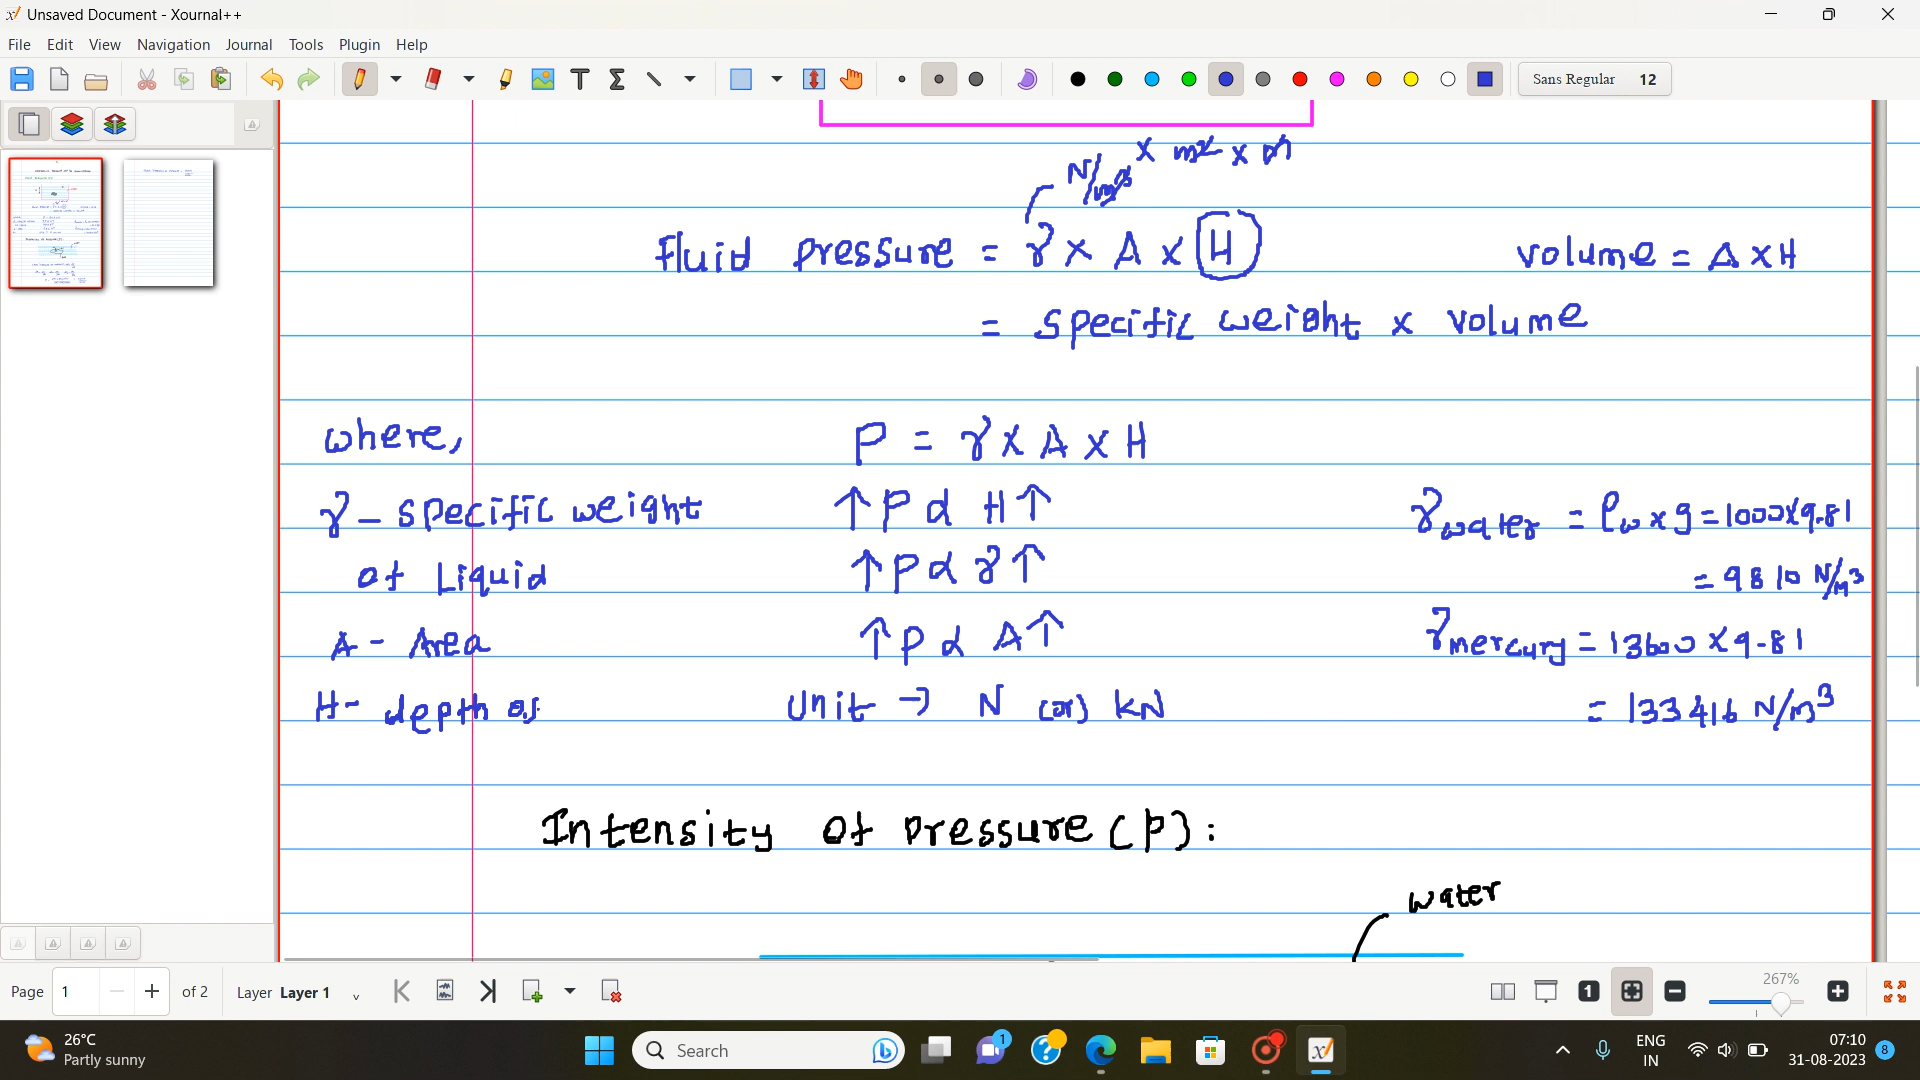 Unsaved Document - Xournal++
File Edit View Navigation Journal Tools Plugin Help
Sans Regular 12
N/m³ × m² × m
Fluid pressure = γ × A × H
volume = A × H
= specific weight × volume
where,
P = γ × A × H
γ - specific weight
of Liquid
A - Area
H - depth of
↑ P α H ↑
↑ P α γ ↑
↑ P α A ↑
Unit → N (or) kN
γwater = ρw × g = 1000 × 9.81
= 9810 N/m³
γmercury = 13600 × 9.81
= 133416 N/m³
Intensity of pressure (P) :
water
Page 1 of 2 Layer Layer 1
267%
26°C
Partly sunny
Search
1
ENG
IN
07:10
31-08-2023
8